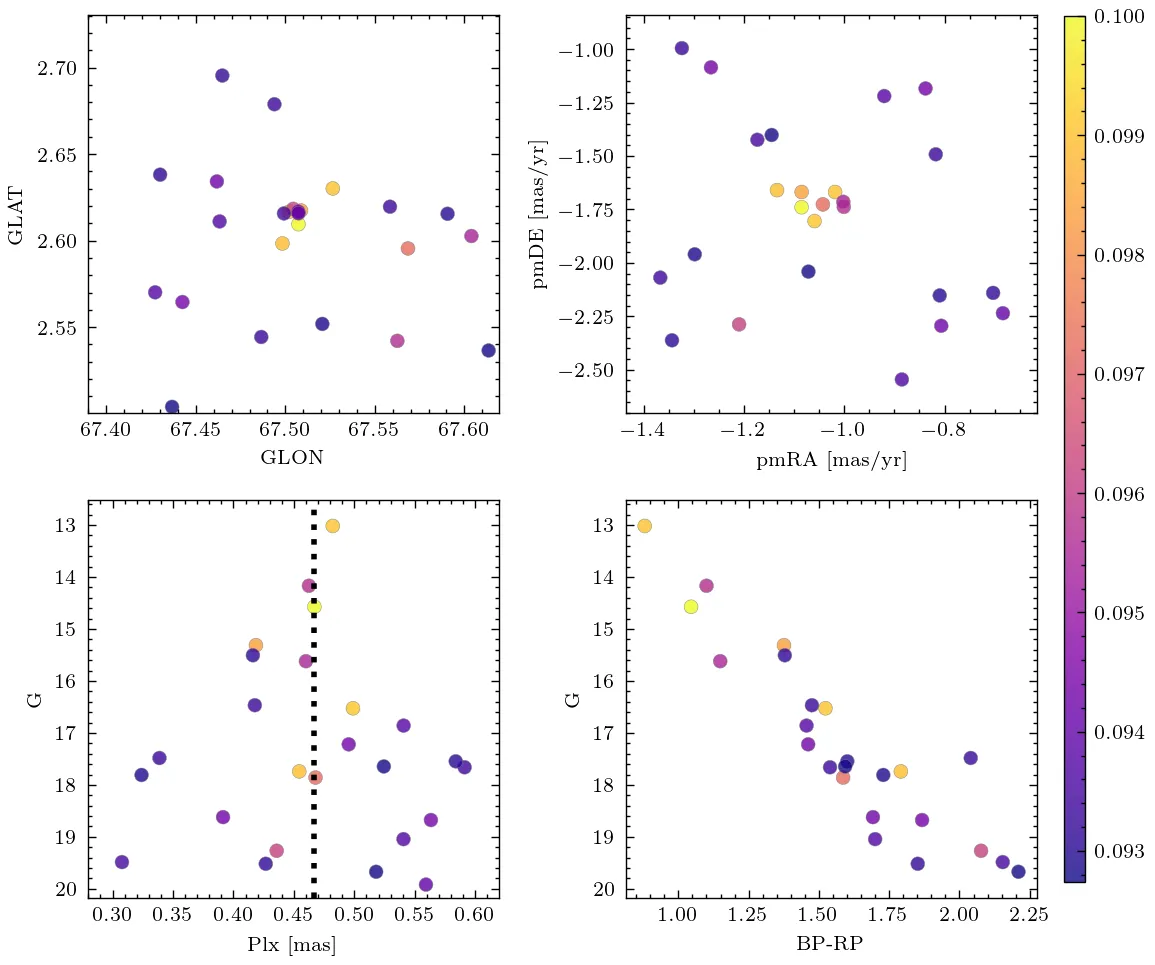 2.70
2.65
2.60
2.55
GLAT
67.40 67.45 67.50 67.55 67.60
GLON
−1.00
−1.25
−1.50
−1.75
−2.00
−2.25
−2.50
pmDE [mas/yr]
−1.4 −1.2 −1.0 −0.8
pmRA [mas/yr]
13
14
15
16
17
18
19
20
G
0.30 0.35 0.40 0.45 0.50 0.55 0.60
Plx [mas]
13
14
15
16
17
18
19
20
G
1.00 1.25 1.50 1.75 2.00 2.25
BP-RP
0.100
0.099
0.098
0.097
0.096
0.095
0.094
0.093